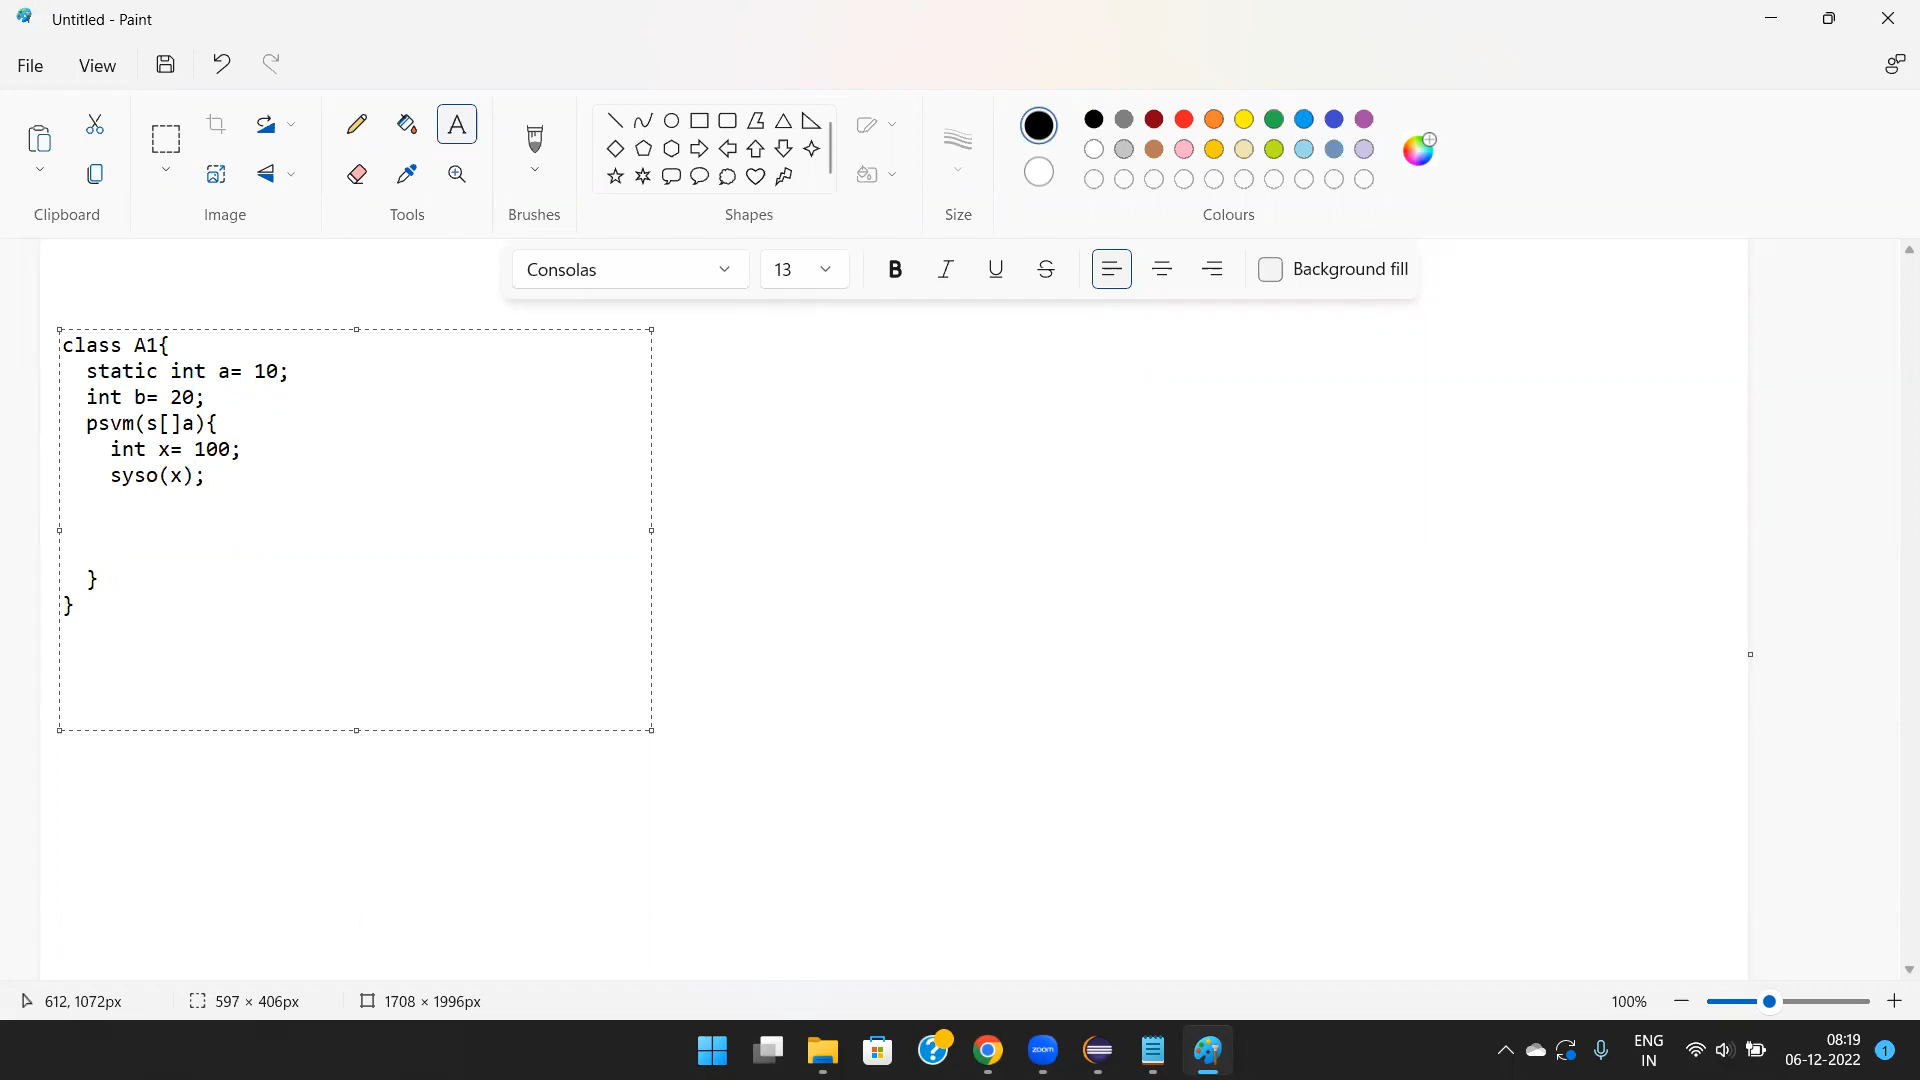 Untitled - Paint
File View
Clipboard Image Tools Brushes Shapes Size Colours
Consolas 13 B I U S Background fill
class A1{
  static int a= 10;
  int b= 20;
  psvm(s[]a){
    int x= 100;
    syso(x);
  }
}
612, 1072px 597 × 406px 1708 × 1996px 100%
zoom
ENG 08:19
IN 06-12-2022 1